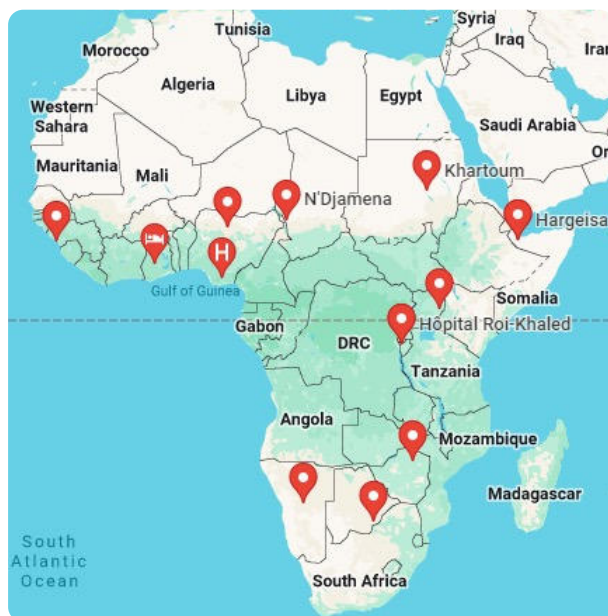 Tunisia
Syria
Iraq
Iran
Morocco
Algeria
Libya
Egypt
Western
Sahara
Saudi Arabia
Mauritania
Mali
Khartoum
N'Djamena
Hargeisa
H
Gulf of Guinea
Somalia
Gabon
Hôpital Roi-Khaled
DRC
Tanzania
Angola
Mozambique
Madagascar
South
Atlantic
Ocean
South Africa